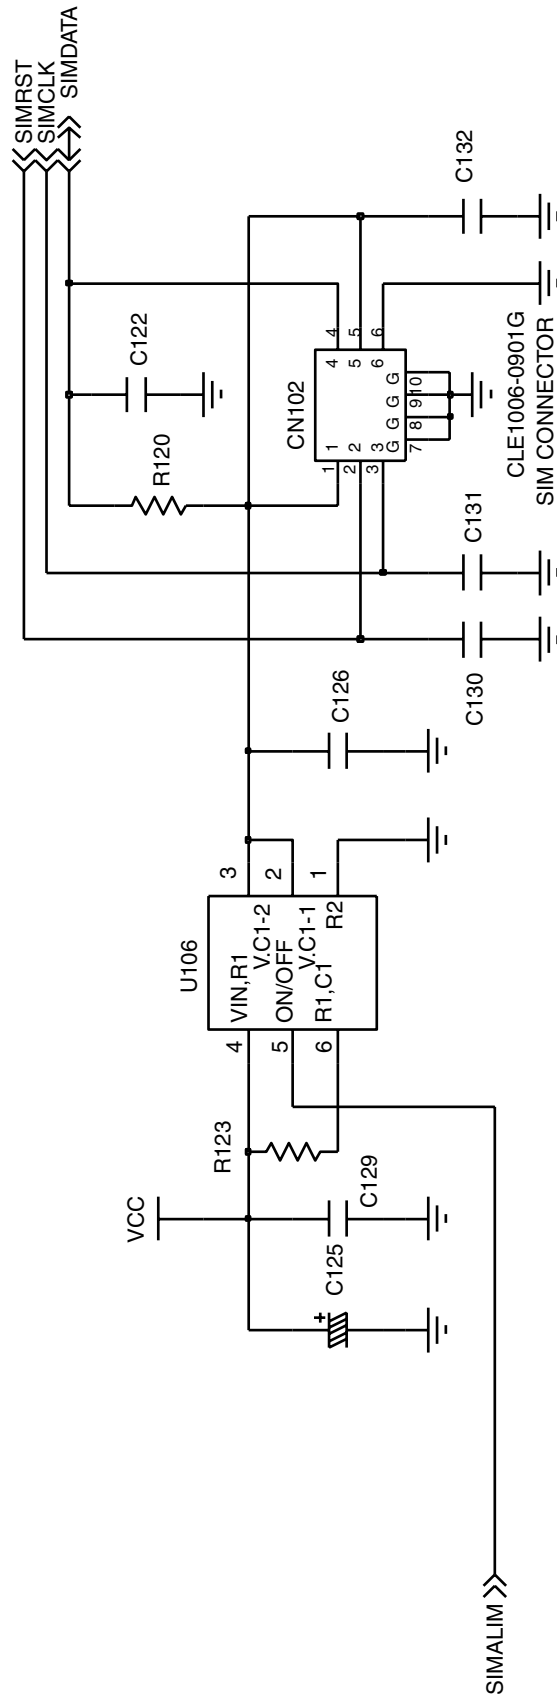 SIMRST
SIMCLK
SIMDATA
C122
R120
CN102
C132
1
2
3
4
5
6
1
2
3
4
5
6
G
G
G
G
7
8
9
10
CLE1006-0901G
SIM CONNECTOR
C131
C130
C126
U106
3
2
1
VIN,R1
V.C1-2
ON/OFF
V.C1-1
R1,C1
R2
4
5
6
R123
VCC
C129
C125
+
SIMALIM